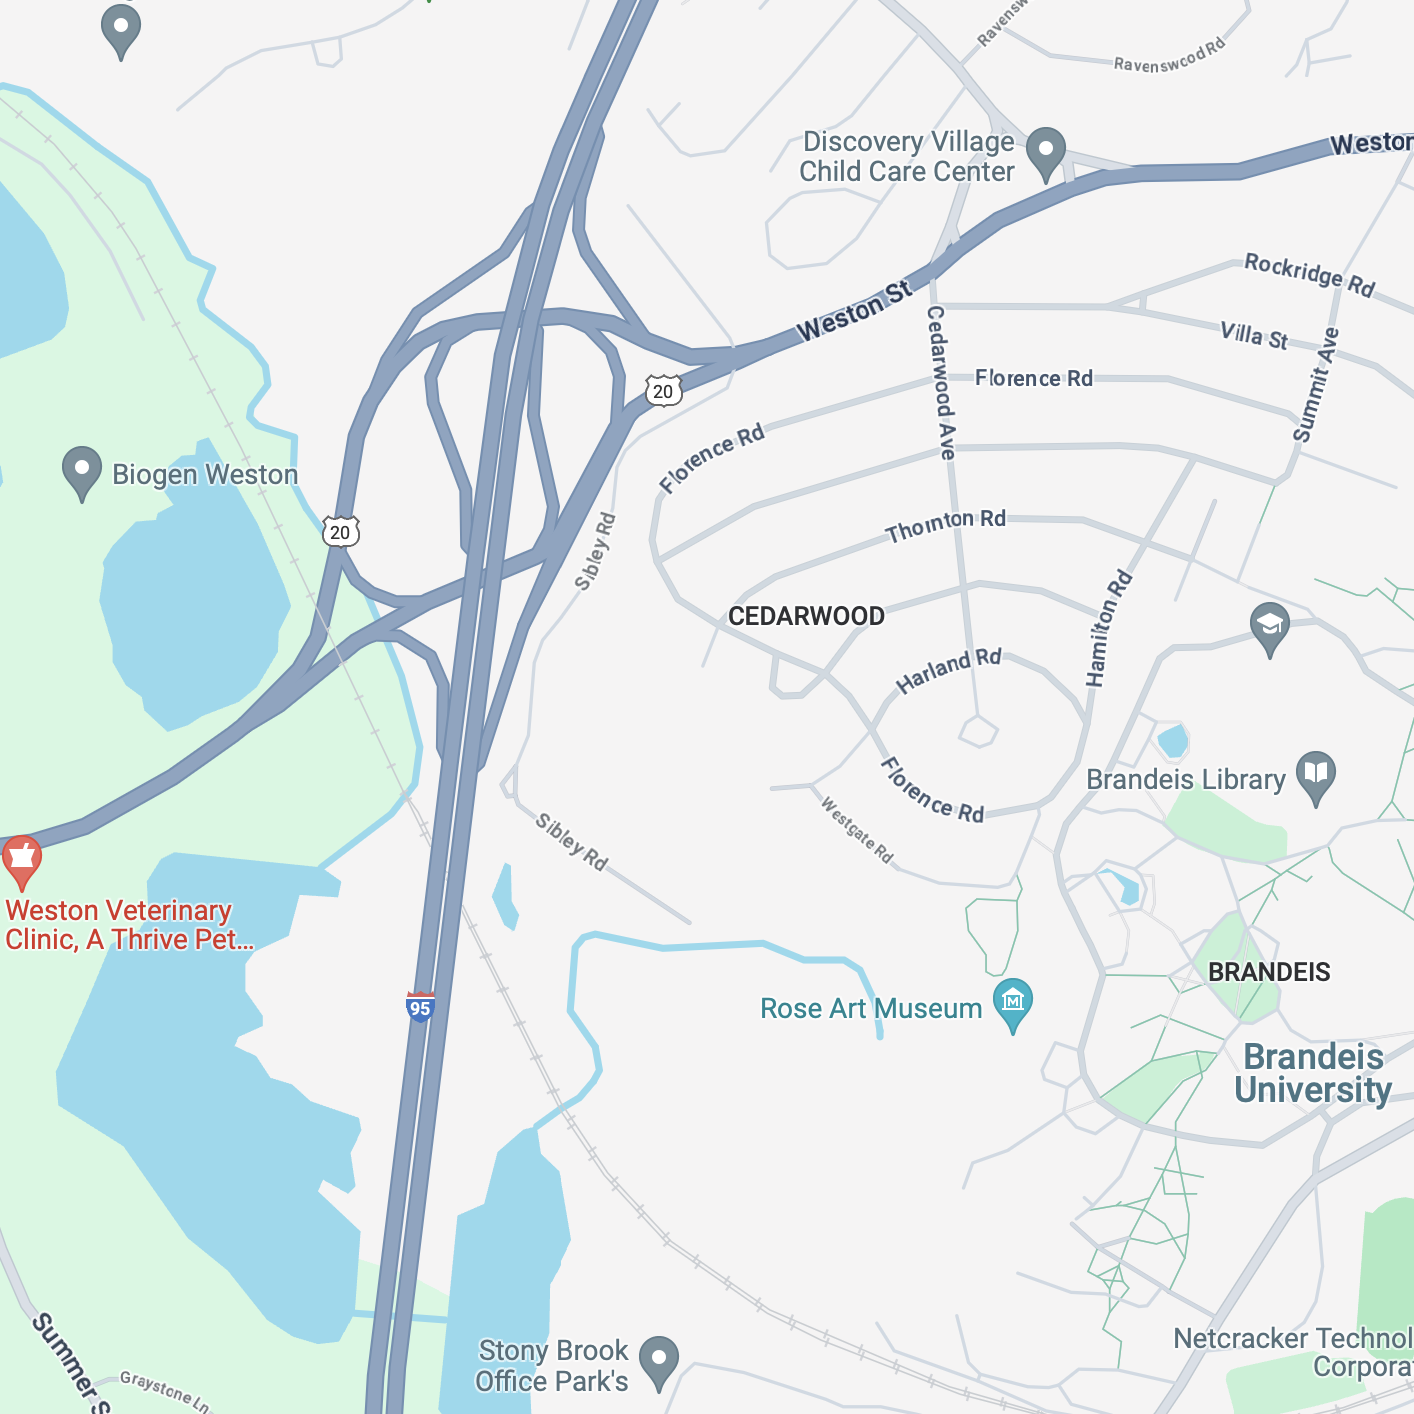 Ravensw
Ravenswood Rd
Discovery Village
Child Care Center
Weston
Rockridge Rd
Weston St
Cedarwood Ave
Villa St
Summit Ave
Florence Rd
20
Florence Rd
Biogen Weston
20
Sibley Rd
Thornton Rd
Hamilton Rd
CEDARWOOD
Harland Rd
Brandeis Library
Florence Rd
Westgate Rd
Sibley Rd
Weston Veterinary
Clinic, A Thrive Pet...
BRANDEIS
95
Rose Art Museum
Brandeis
University
Summer S
Graystone Ln
Stony Brook
Office Park's
Netcracker Technol
Corpora